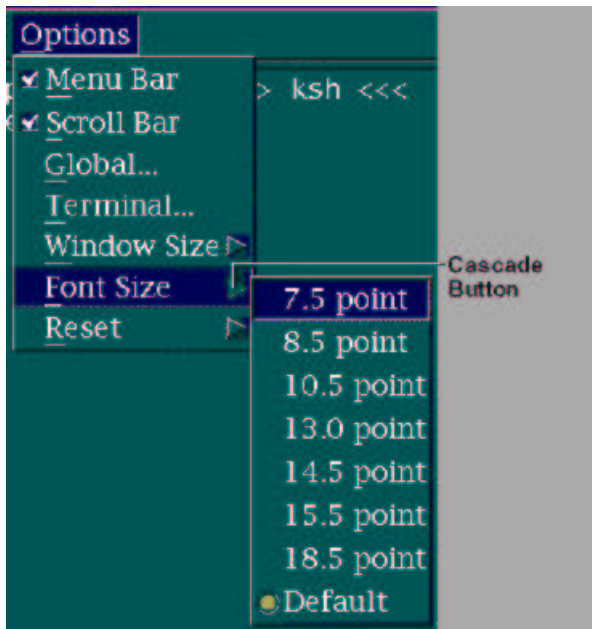 Options
Menu Bar
> ksh <<<
Scroll Bar
Global...
Terminal...
Window Size
Font Size
Reset
Cascade
Button
7.5 point
8.5 point
10.5 point
13.0 point
14.5 point
15.5 point
18.5 point
Default